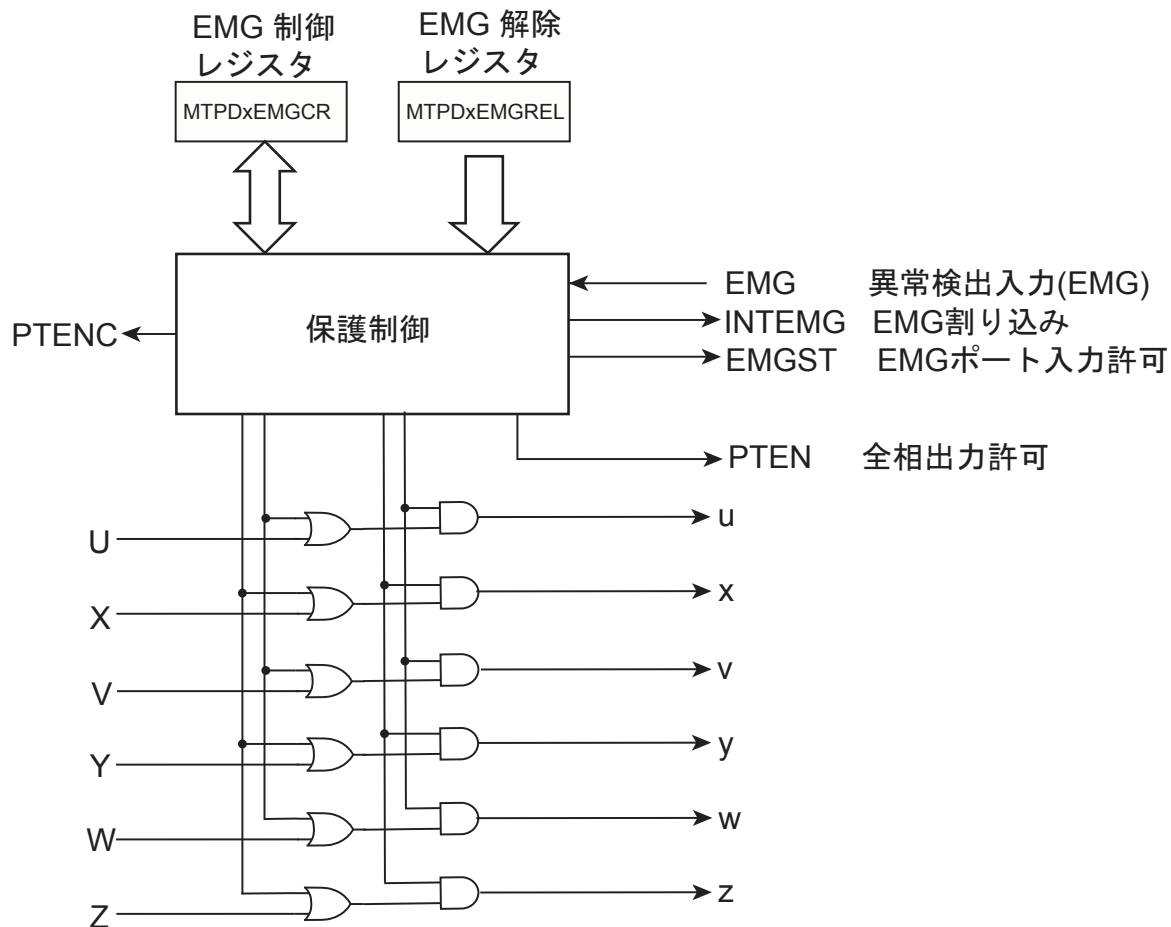 EMG 制御
レジスタ
EMG 解除
レジスタ
MTPDxEMGCR
MTPDxEMGREL
保護制御
PTENC
EMG 異常検出入力(EMG)
INTEMG EMG割り込み
EMGST EMGポート入力許可
PTEN 全相出力許可
U
u
X
x
V
v
Y
y
W
w
Z
z